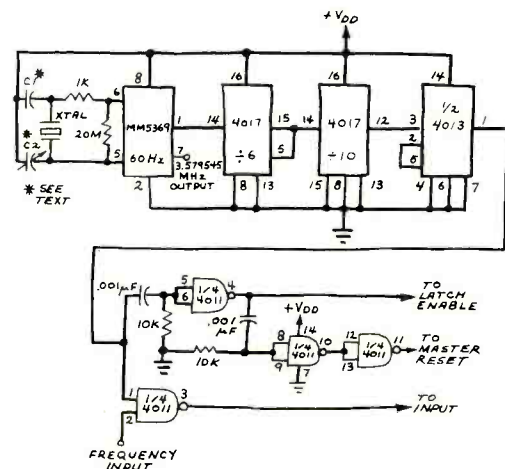 +VDD
C1*
1K
XTAL
20M
*C2
* SEE
TEXT
8
6
5
MM5369
60Hz
1
7
2
3.579545
MHz
OUTPUT
16
14
4017
÷6
15
5
8 13
16
14
4017
÷10
12
15 8 13
14
3
2
5
1/2
4013
1
4 6 7
.001µF
10K
5
6
1/4
4011
4
.001
µF
10K
TO
LATCH
ENABLE
+VDD
8
9
14
1/4
4011
10
7
12
13
1/4
4011
11
TO
MASTER
RESET
1
2
1/4
4011
3
TO
INPUT
FREQUENCY
INPUT